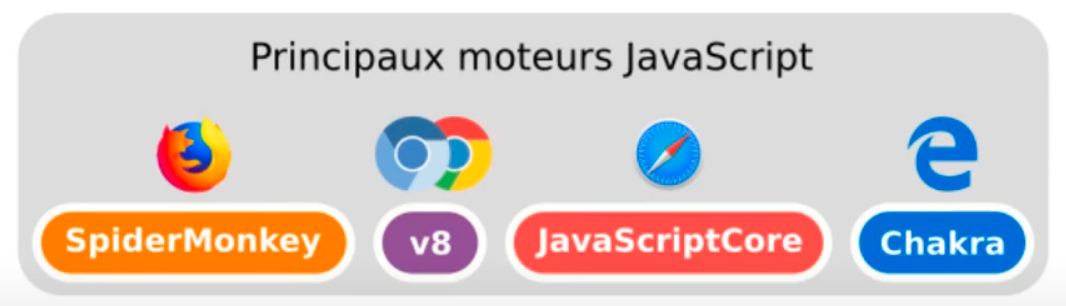 Principaux moteurs JavaScript
SpiderMonkey
v8
JavaScriptCore
Chakra